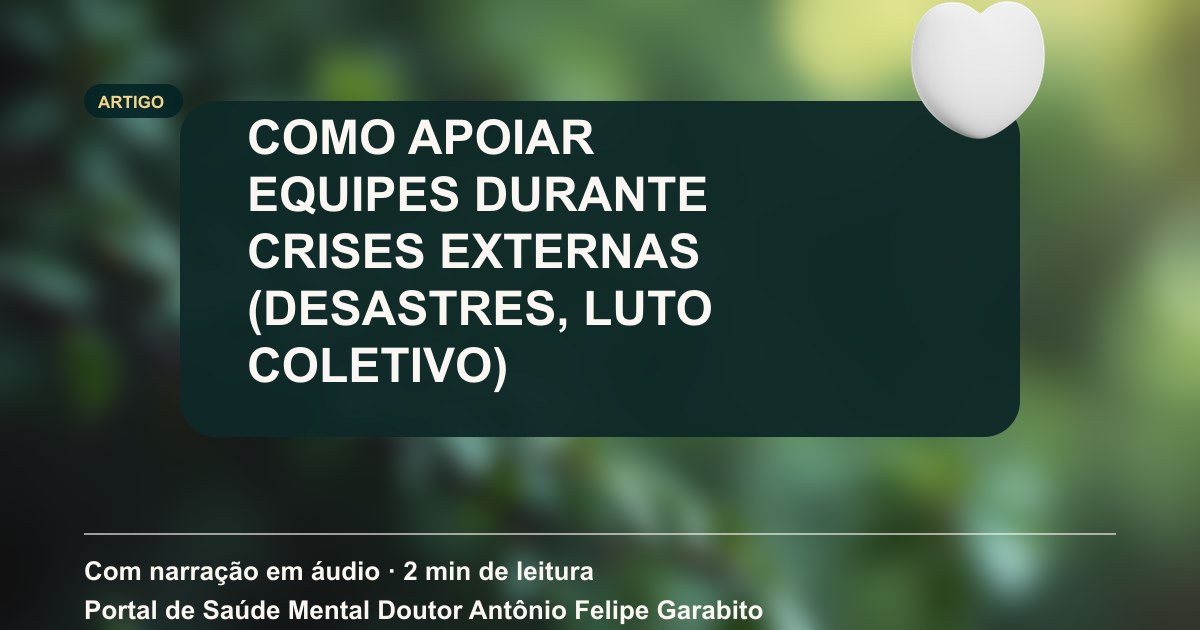 ARTIGO
COMO APOIAR
EQUIPES DURANTE
CRISES EXTERNAS
(DESASTRES, LUTO
COLETIVO)
Com narração em áudio · 2 min de leitura
Portal de Saúde Mental Doutor Antônio Felipe Garabito